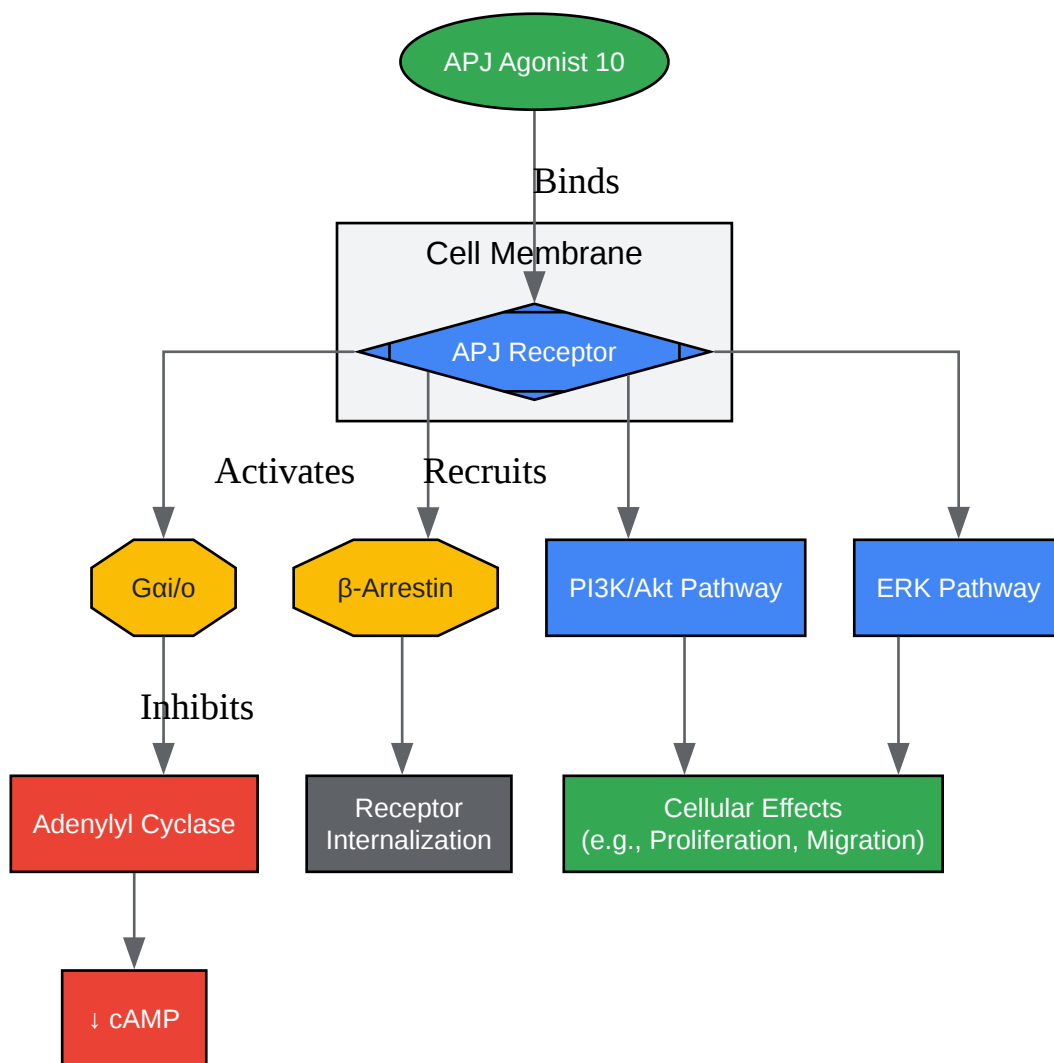 APJ Agonist 10
Binds
Cell Membrane
APJ Receptor
Activates
Recruits
Gαi/o
β-Arrestin
PI3K/Akt Pathway
ERK Pathway
Inhibits
Adenylyl Cyclase
Receptor
Internalization
Cellular Effects
(e.g., Proliferation, Migration)
↓ cAMP